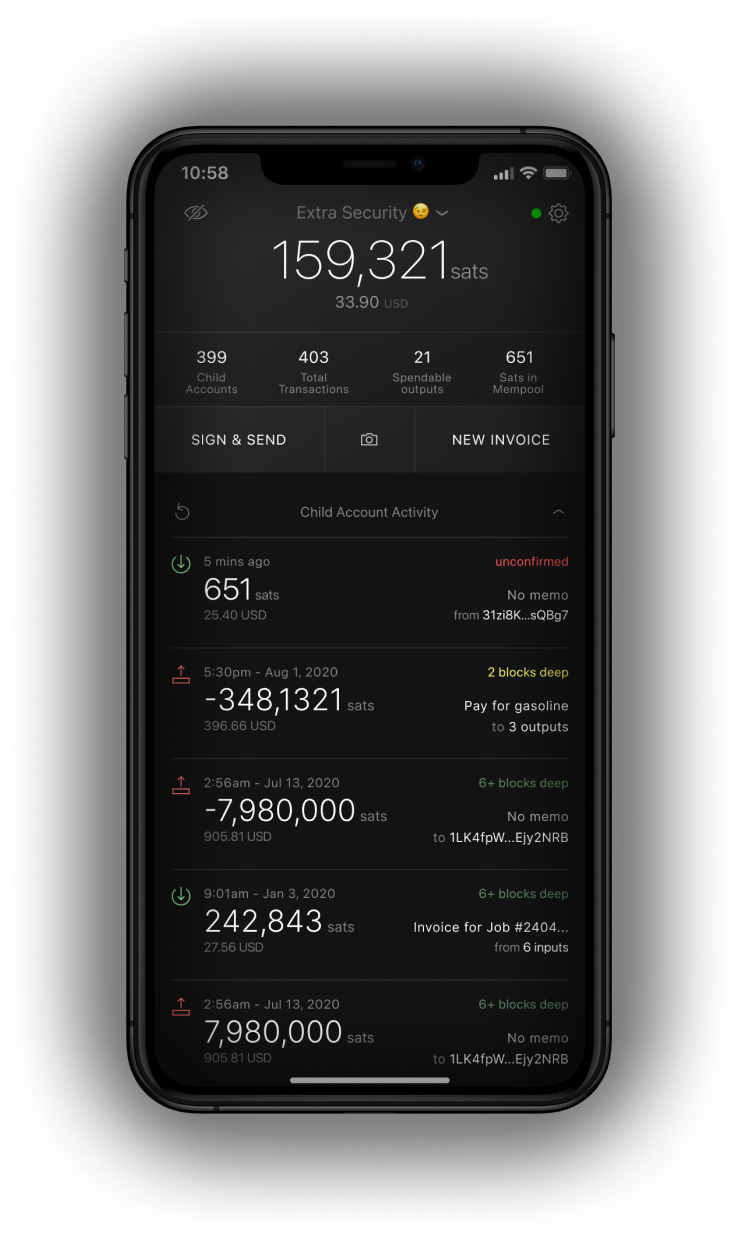 10:58
Extra Security 😉
159,321 sats
33.90 USD
399 403 21 651
Child Accounts
Total Transactions
Spendable outputs
Sats in Mempool
SIGN & SEND
NEW INVOICE
Child Account Activity
5 mins ago unconfirmed
651 sats No memo
25.40 USD from 31zi8K...sQBg7
5:30pm - Aug 1, 2020 2 blocks deep
-348,1321 sats Pay for gasoline
396.66 USD to 3 outputs
2:56am - Jul 13, 2020 6+ blocks deep
-7,980,000 sats No memo
905.81 USD to 1LK4fpW...Ejy2NRB
9:01am - Jan 3, 2020 6+ blocks deep
242,843 sats Invoice for Job #2404...
27.56 USD from 6 inputs
2:56am - Jul 13, 2020 6+ blocks deep
7,980,000 sats No memo
905.81 USD to 1LK4fpW...Ejy2NRB